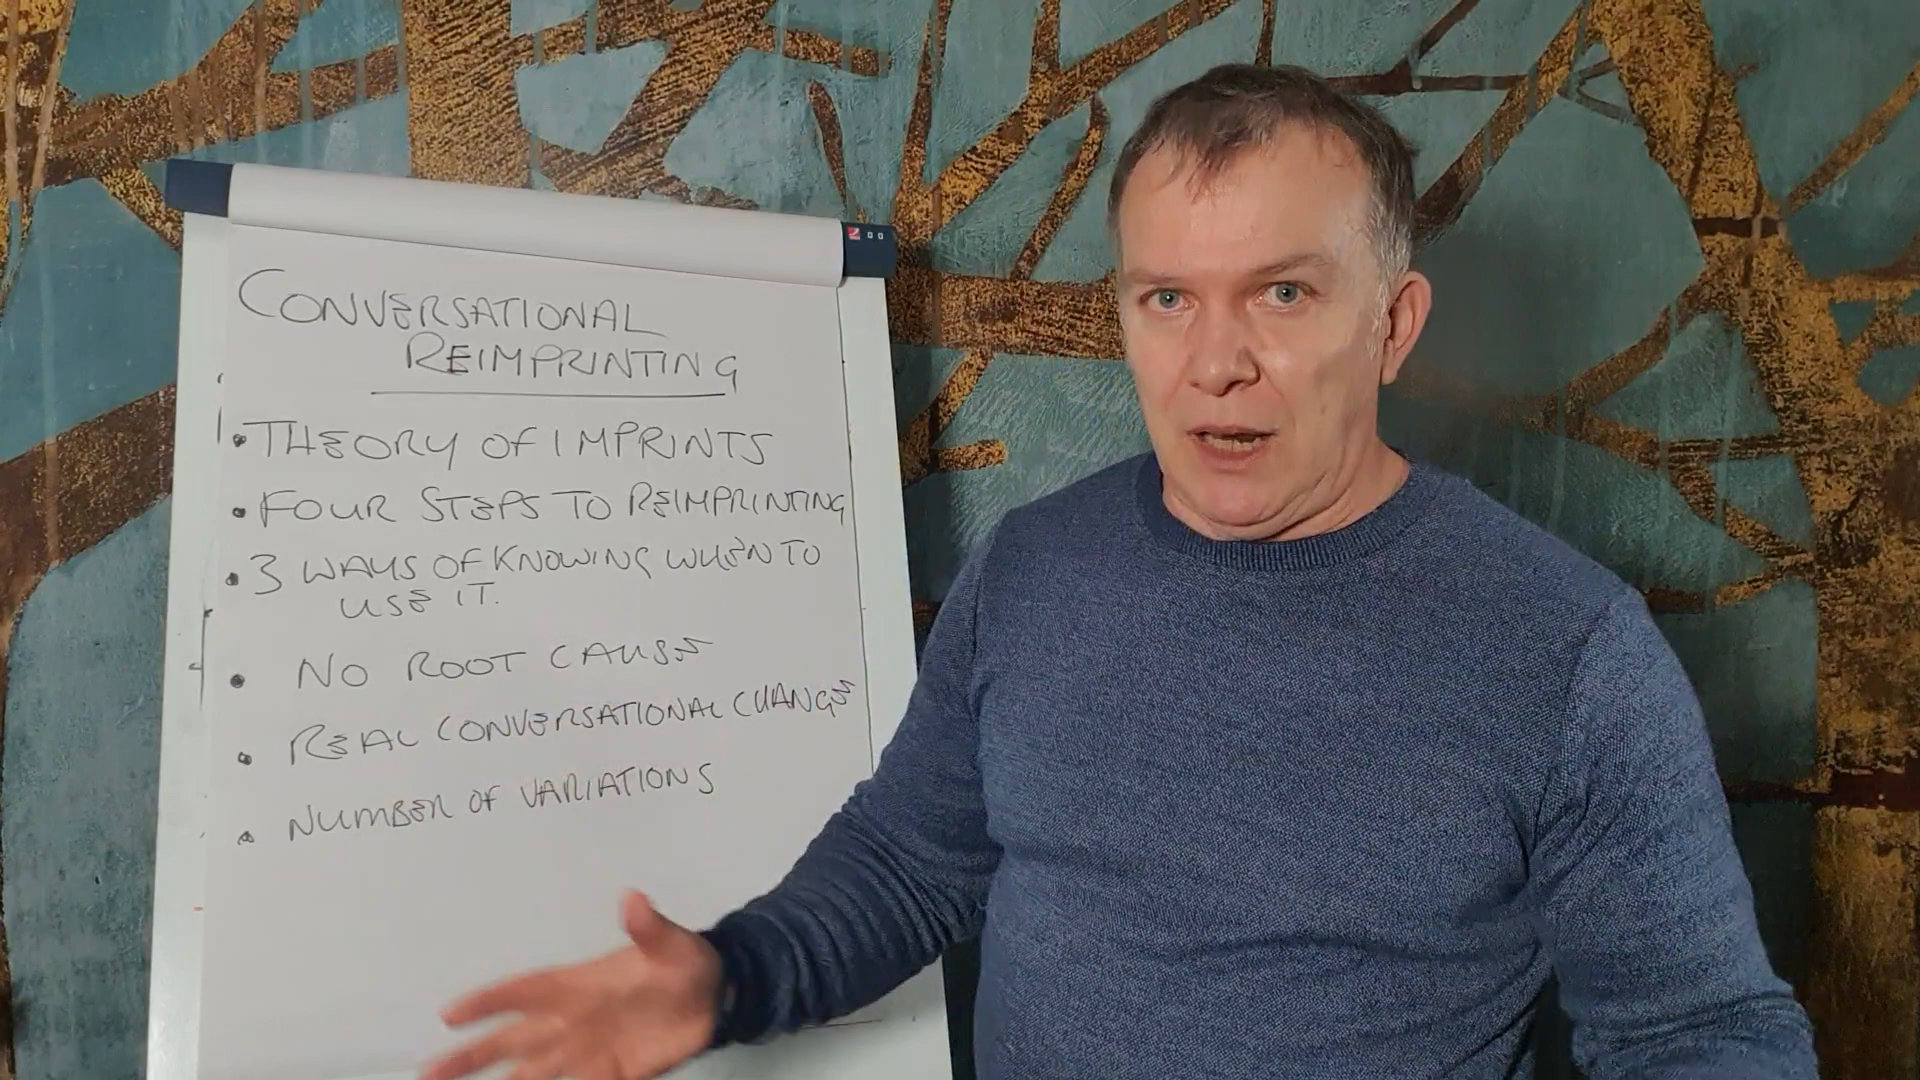 CONVERSATIONAL
REIMPRINTING
• THEORY OF IMPRINTS
• FOUR STEPS TO REIMPRINTING
• 3 WAYS OF KNOWING WHEN TO
USE IT.
• NO ROOT CAUSE
• REAL CONVERSATIONAL CHANGE
• NUMBER OF VARIATIONS